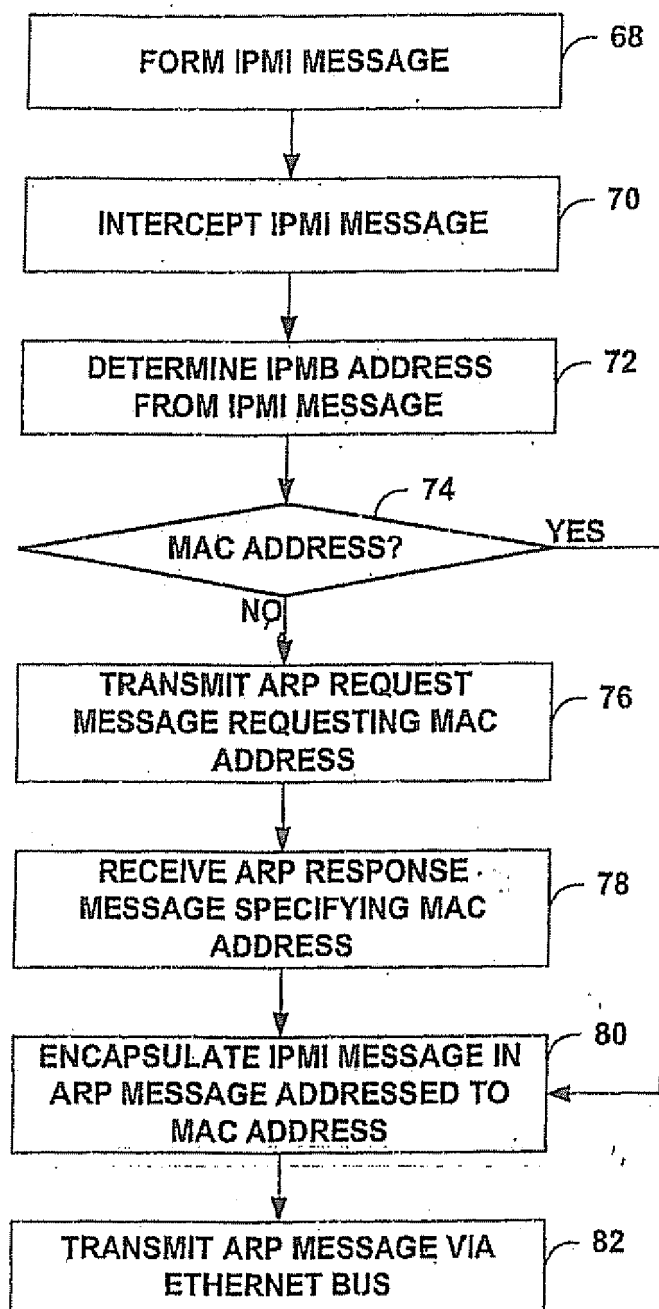 FORM IPMI MESSAGE
68
INTERCEPT IPMI MESSAGE
70
DETERMINE IPMB ADDRESS
FROM IPMI MESSAGE
72
74
MAC ADDRESS?
YES
NO
TRANSMIT ARP REQUEST
MESSAGE REQUESTING MAC
ADDRESS
76
RECEIVE ARP RESPONSE
MESSAGE SPECIFYING MAC
ADDRESS
78
ENCAPSULATE IPMI MESSAGE IN
ARP MESSAGE ADDRESSED TO
MAC ADDRESS
80
TRANSMIT ARP MESSAGE VIA
ETHERNET BUS
82